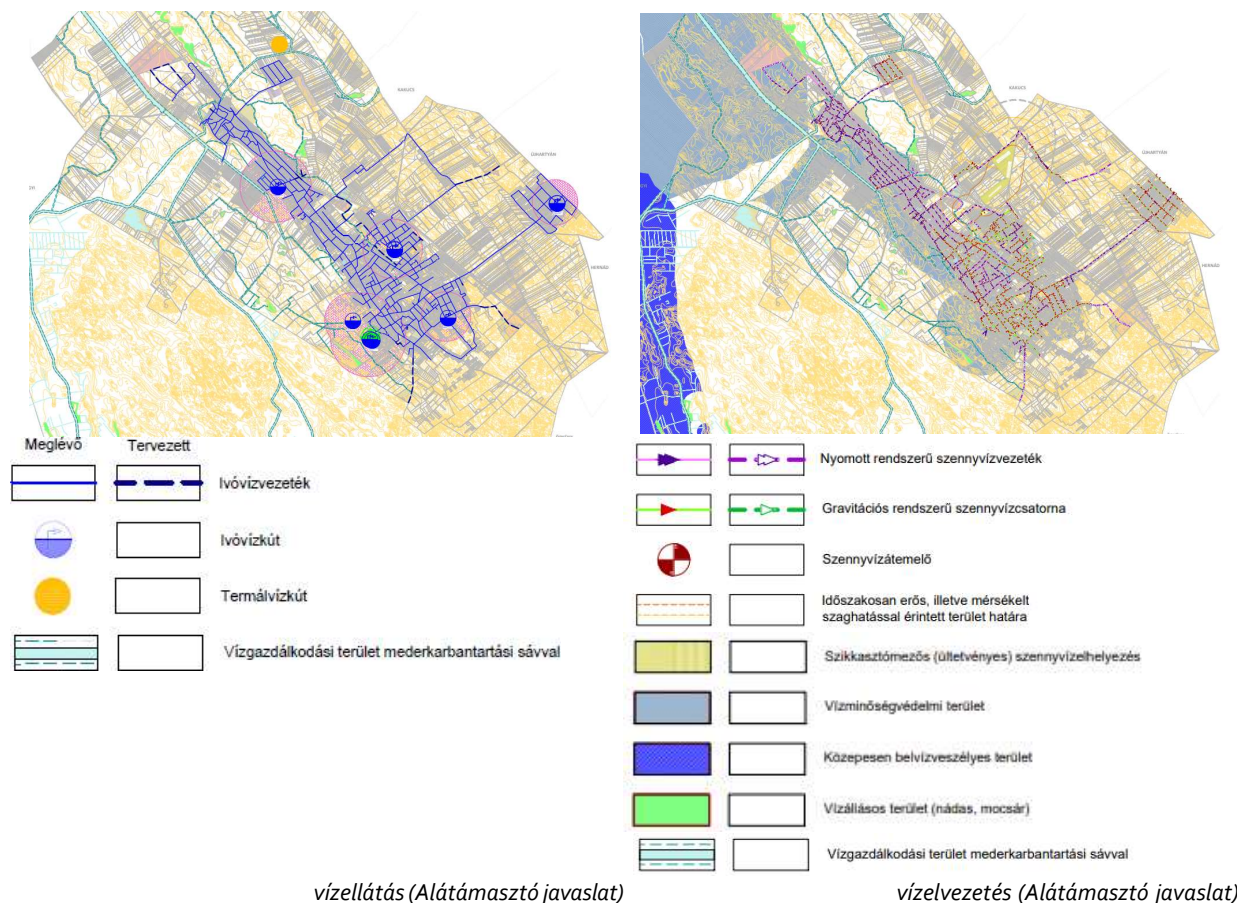 KAKUCS
ÚJHARTYÁN
HERNÁD
KAKUCS
ÚJHARTYÁN
HERNÁD
Meglévő Tervezett
Ivóvízvezeték
Ivóvízkút
Termálvízkút
Vízgazdálkodási terület mederkarbantartási sávval
Nyomott rendszerű szennyvízvezeték
Gravitációs rendszerű szennyvízcsatorna
Szennyvízátemelő
Időszakosan erős, illetve mérsékelt
szaghatással érintett terület határa
Szikkasztómezős (ültetvényes) szennyvízelhelyezés
Vízminőségvédelmi terület
Közepesen belvízveszélyes terület
Vízállásos terület (nádas, mocsár)
Vízgazdálkodási terület mederkarbantartási sávval
vízellátás (Alátámasztó javaslat)
vízelvezetés (Alátámasztó javaslat)